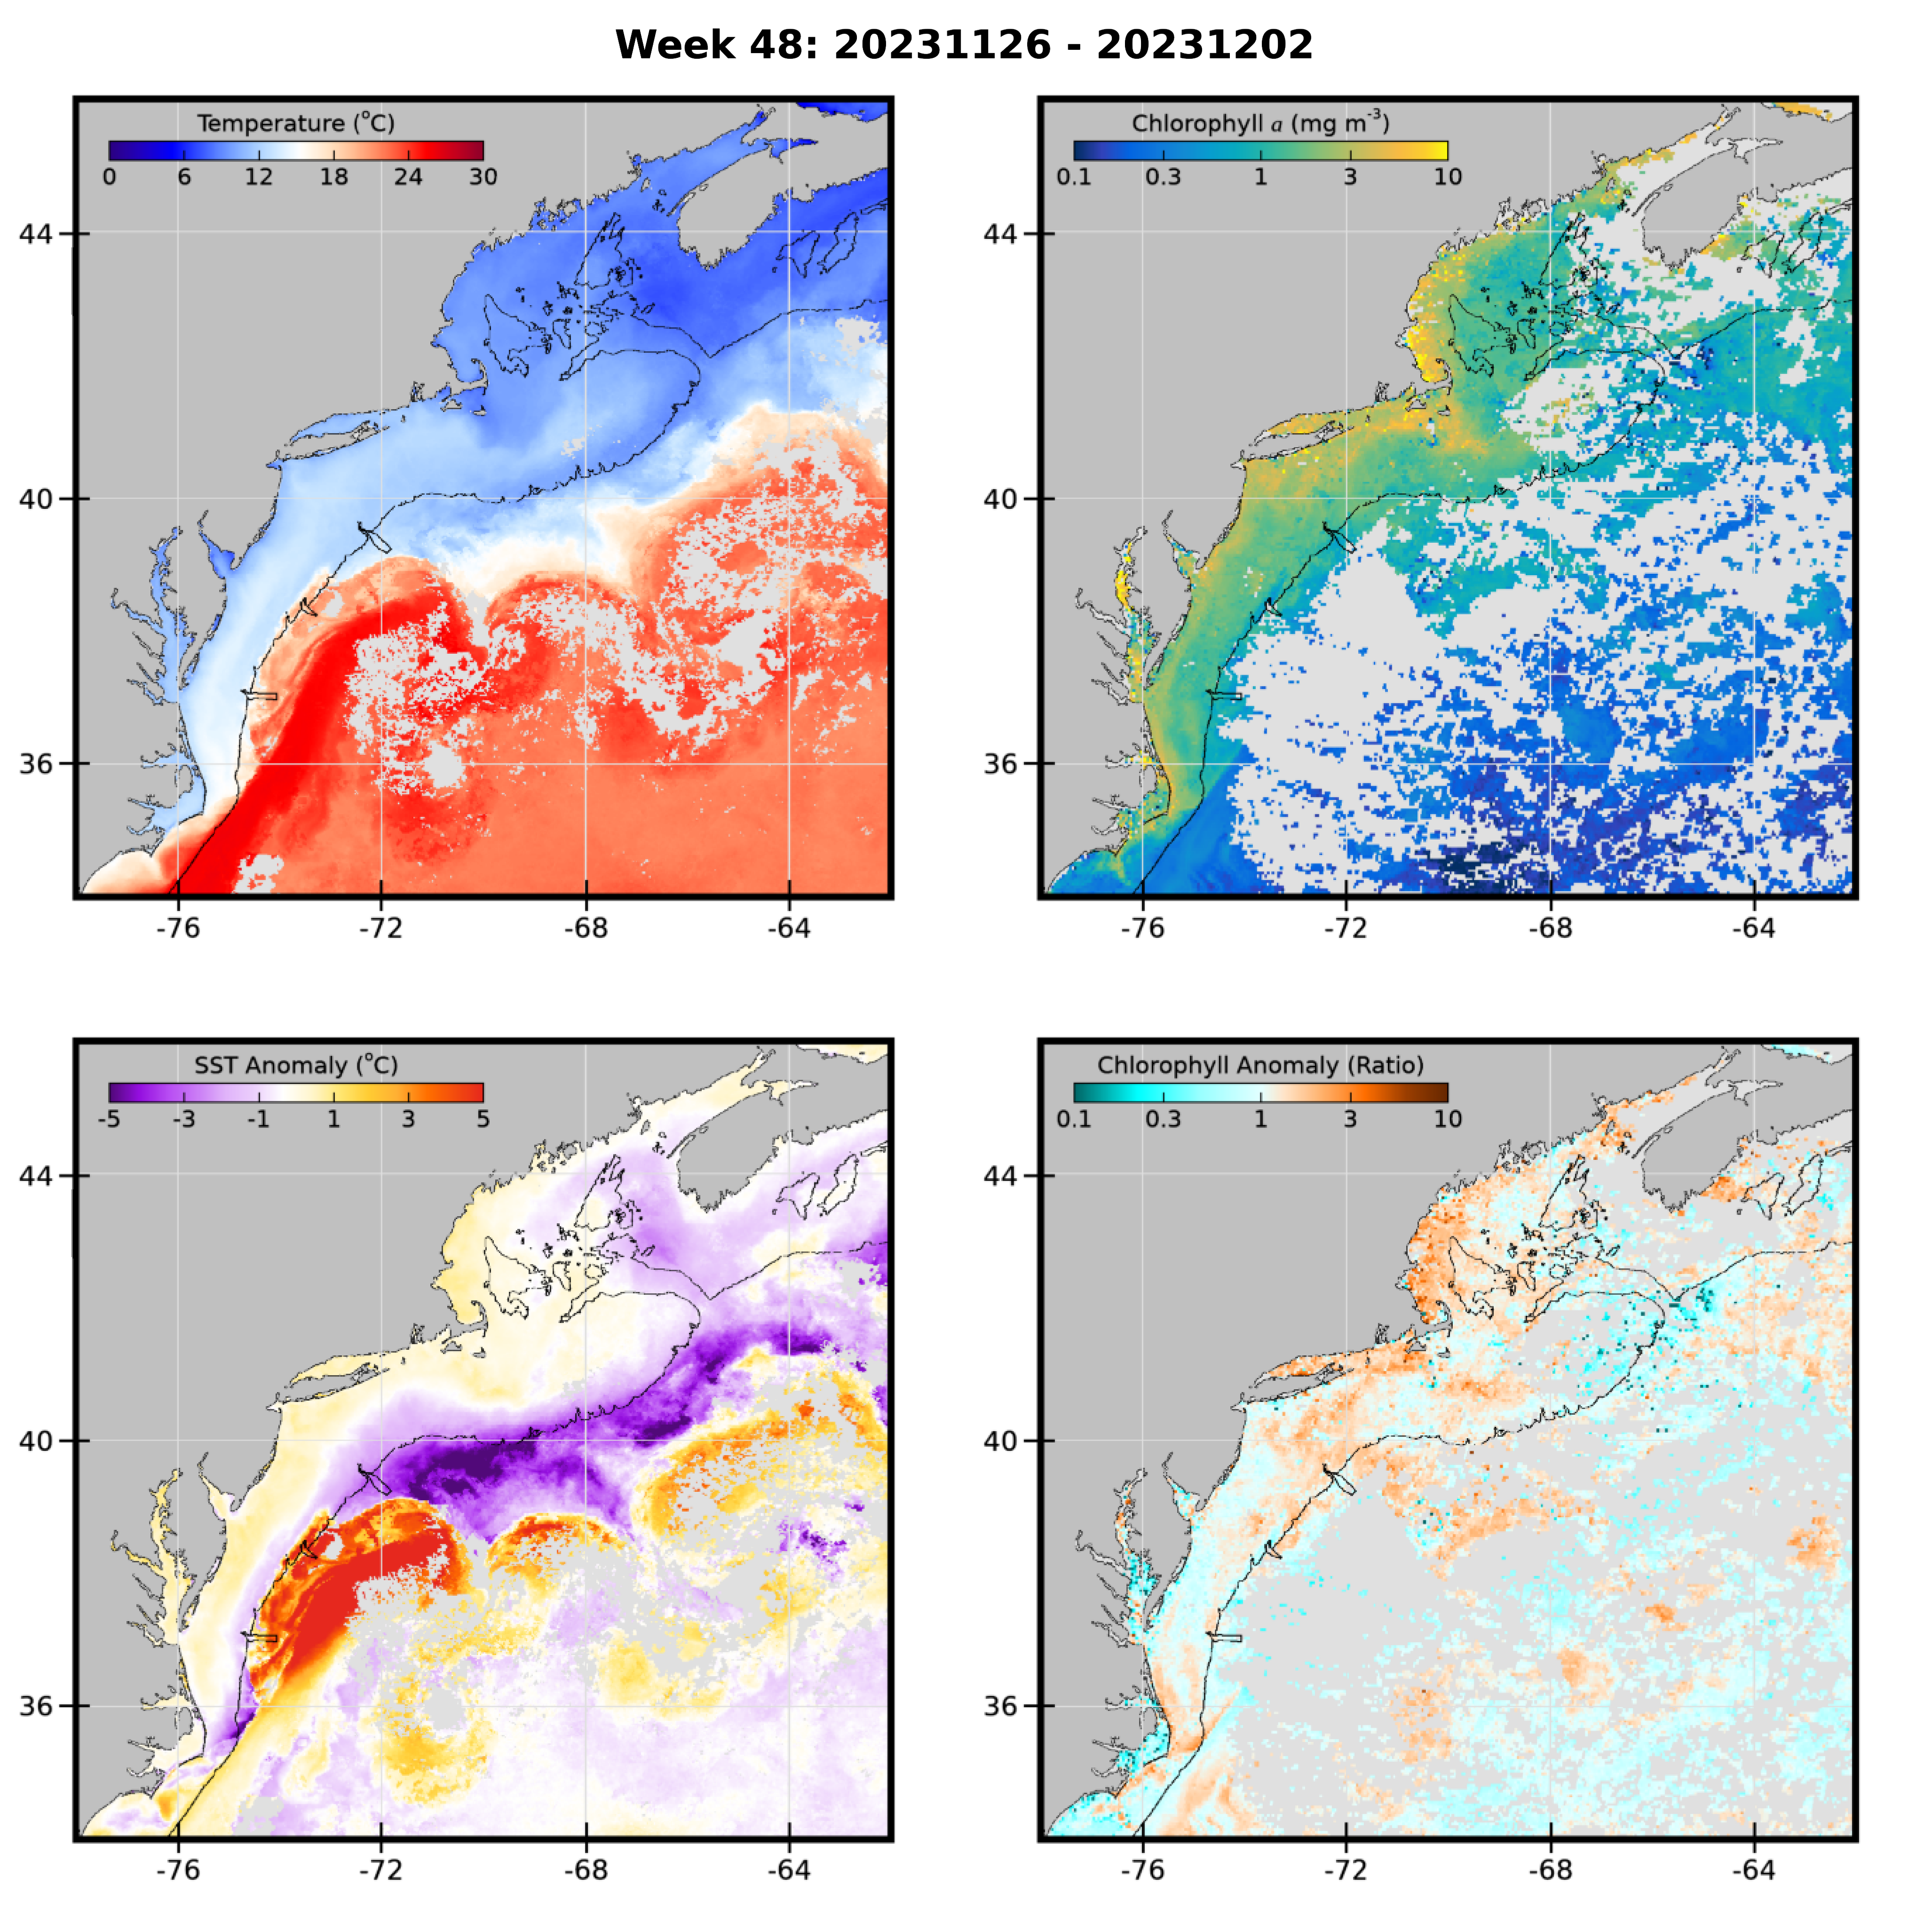 Week 48: 20231126 - 20231202
Temperature (°C)
0 6 12 18 24 30
44
40
36
-76 -72 -68 -64
Chlorophyll a (mg m⁻³)
0.1 0.3 1 3 10
44
40
36
-76 -72 -68 -64
SST Anomaly (°C)
-5 -3 -1 1 3 5
44
40
36
-76 -72 -68 -64
Chlorophyll Anomaly (Ratio)
0.1 0.3 1 3 10
44
40
36
-76 -72 -68 -64